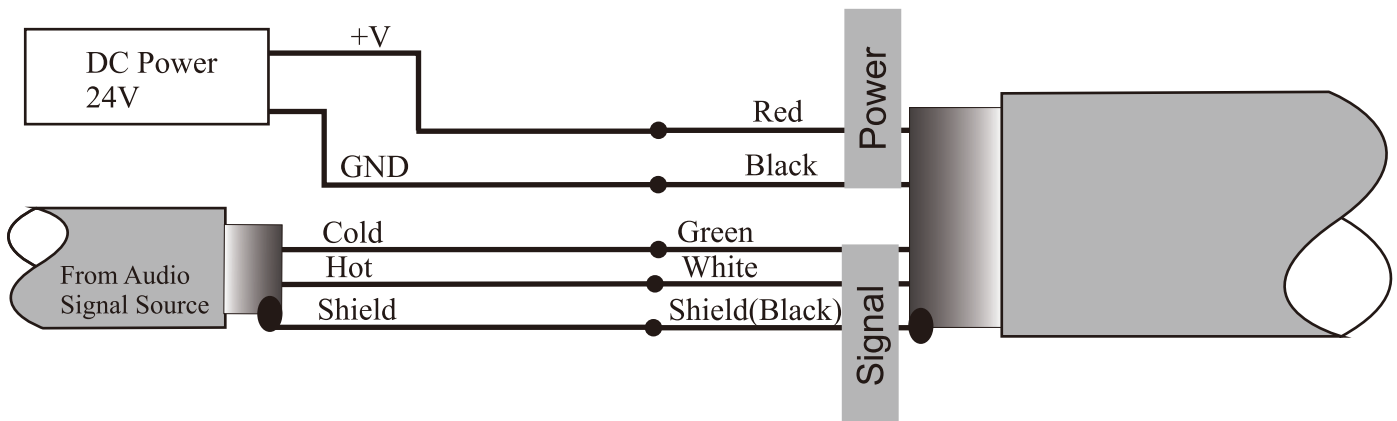 DC Power
24V
+V
GND
Red
Black
Power
From Audio
Signal Source
Cold
Hot
Shield
Green
White
Shield(Black)
Signal